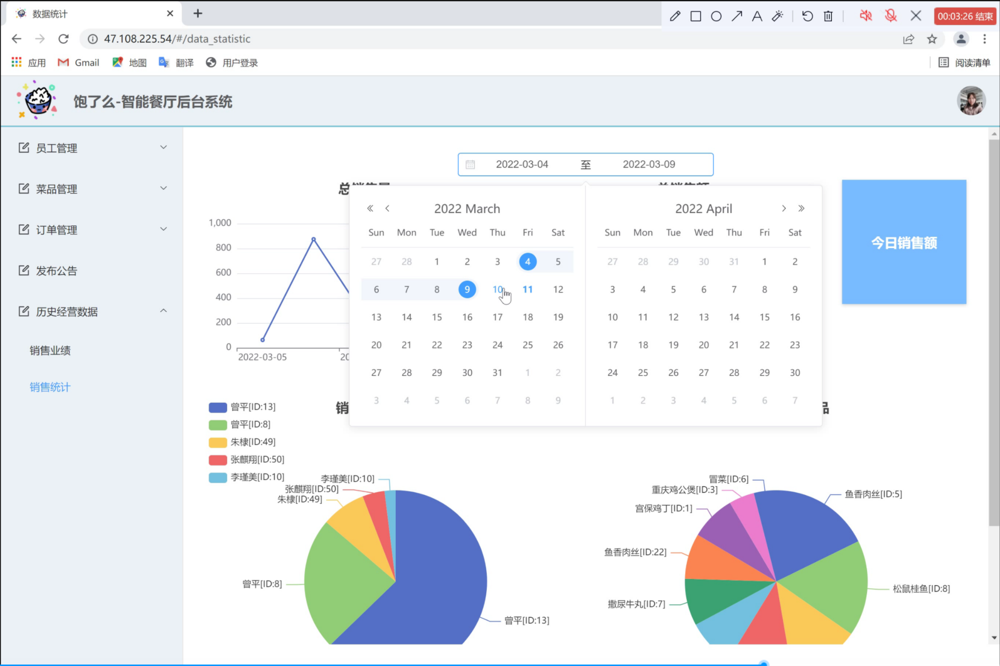 数据统计
00:03:26 结束
47.108.225.54/#/data_statistic
应用 Gmail 地图 翻译 用户登录 阅读清单
饱了么-智能餐厅后台系统
员工管理
菜品管理
订单管理
发布公告
历史经营数据
销售业绩
销售统计
2022-03-04 至 2022-03-09
今日销售额
1,000
800
600
400
200
0
2022-03-05
2022 March
Sun Mon Tue Wed Thu Fri Sat
27 28 1 2 3 4 5
6 7 8 9 10 11 12
13 14 15 16 17 18 19
20 21 22 23 24 25 26
27 28 29 30 31 1 2
3 4 5 6 7 8 9
2022 April
Sun Mon Tue Wed Thu Fri Sat
27 28 29 30 31 1 2
3 4 5 6 7 8 9
10 11 12 13 14 15 16
17 18 19 20 21 22 23
24 25 26 27 28 29 30
1 2 3 4 5 6 7
销
品
曾平[ID:13]
曾平[ID:8]
朱棣[ID:49]
张麒翔[ID:50]
李瑾美[ID:10]
李瑾美[ID:10]
张麒翔[ID:50]
朱棣[ID:49]
曾平[ID:8]
曾平[ID:13]
冒菜[ID:6]
重庆鸡公煲[ID:3]
宫保鸡丁[ID:1]
鱼香肉丝[ID:22]
撒尿牛丸[ID:7]
鱼香肉丝[ID:5]
松鼠桂鱼[ID:8]